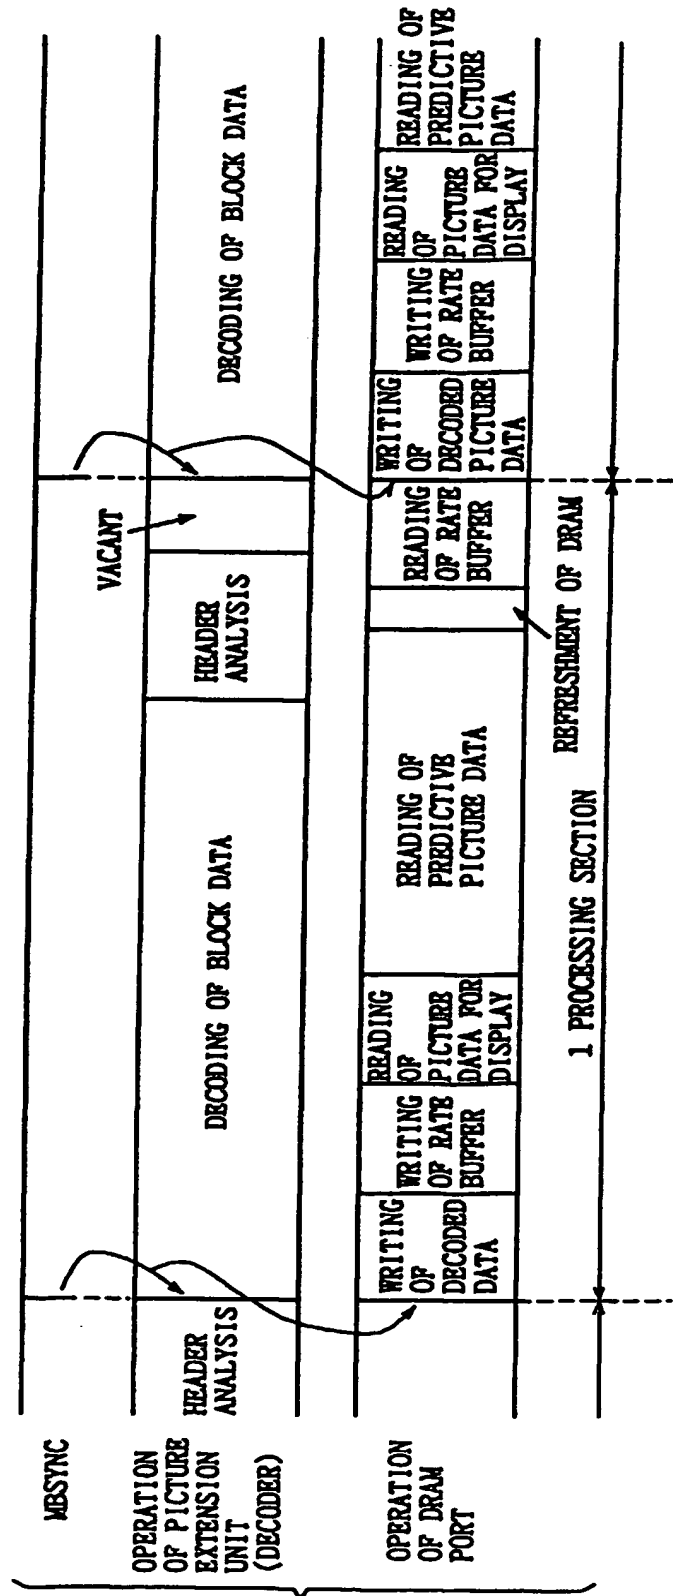 MBSYNC
OPERATION
OF PICTURE
EXTENSION
UNIT
(DECODER)
HEADER
ANALYSIS
DECODING OF BLOCK DATA
HEADER
ANALYSIS
VACANT
DECODING OF BLOCK DATA
OPERATION
OF DRAM
PORT
WRITING
OF
DECODED
DATA
WRITING
OF RATE
BUFFER
READING
OF
PICTURE
DATA FOR
DISPLAY
READING OF
PREDICTIVE
PICTURE DATA
READING
OF RATE
BUFFER
WRITING
OF
DECODED
PICTURE
DATA
WRITING
OF RATE
BUFFER
READING
OF
PICTURE
DATA FOR
DISPLAY
READING OF
PREDICTIVE
PICTURE
DATA
REFRESHMENT OF DRAM
1 PROCESSING SECTION